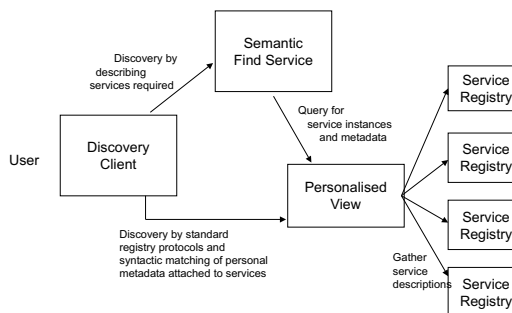 Semantic
Find Service
Discovery by
describing
services required
Service
Registry
Query for
service instances
and metadata
User
Discovery
Client
Service
Registry
Personalised
View
Service
Registry
Discovery by standard
registry protocols and
syntactic matching of personal
metadata attached to services
Gather
service
descriptions
Service
Registry